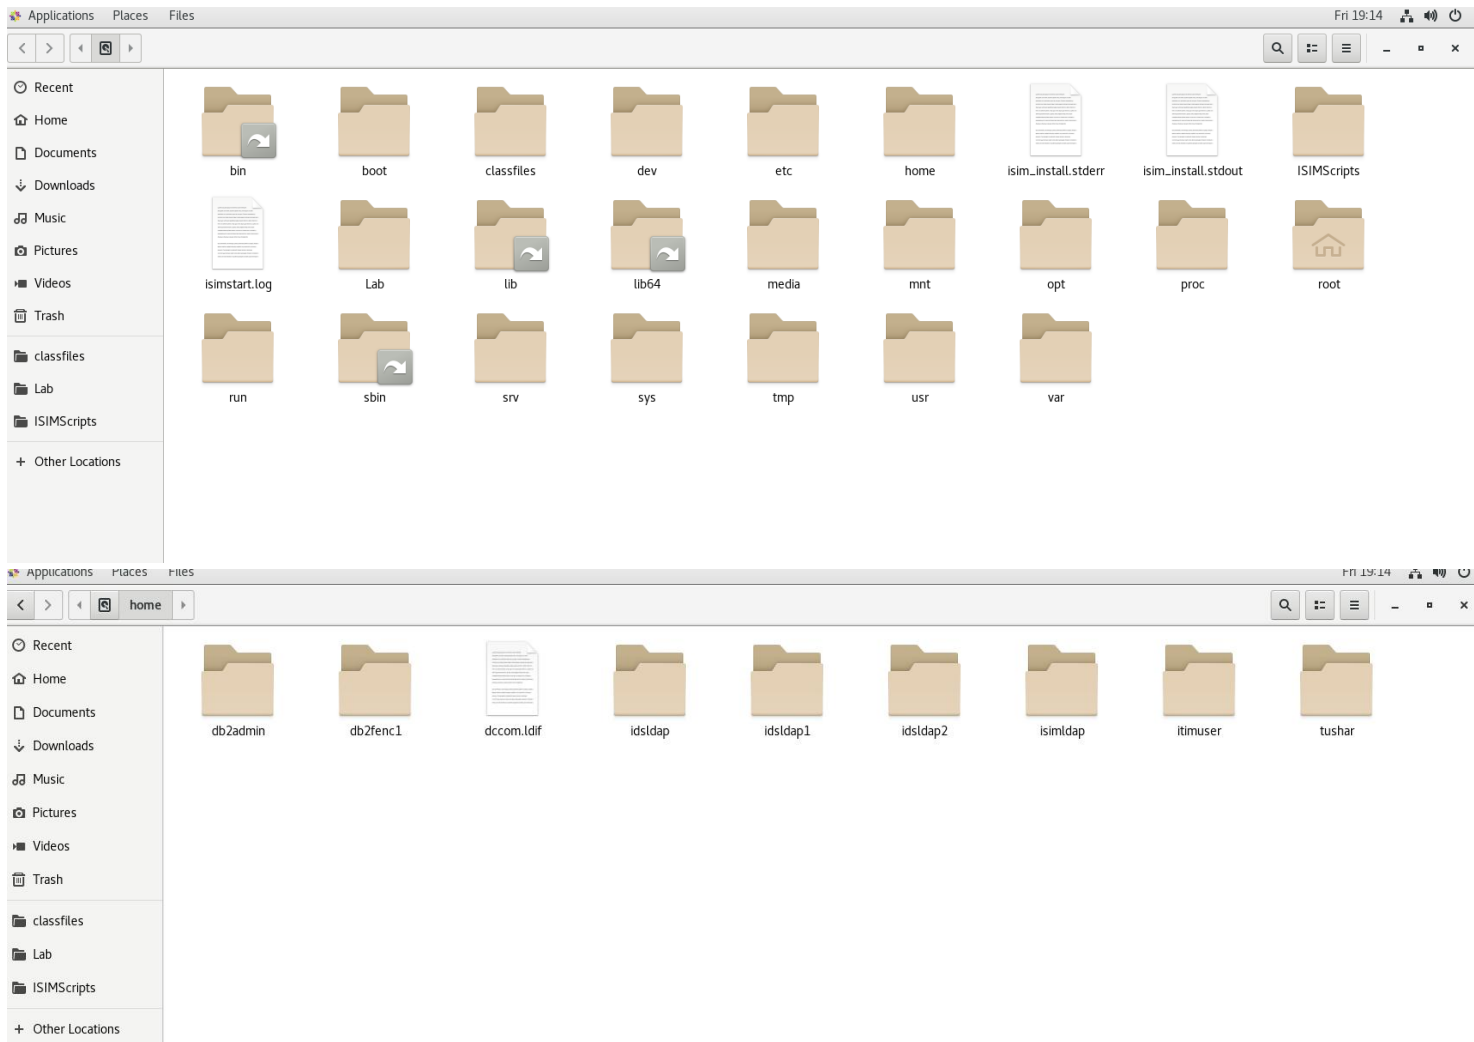 Applications Places Files Fri 19:14
Recent
Home
Documents
Downloads
Music
Pictures
Videos
Trash
classfiles
Lab
ISIMScripts
Other Locations
bin boot classfiles dev etc home isim_install.stderr isim_install.stdout ISIMScripts
isimstart.log Lab lib lib64 media mnt opt proc root
run sbin srv sys tmp usr var
Applications Places Files Fri 19:14
home
Recent
Home
Documents
Downloads
Music
Pictures
Videos
Trash
classfiles
Lab
ISIMScripts
Other Locations
db2admin db2fenc1 dccom.ldif idsldap idsldap1 idsldap2 isimldap itimuser tushar